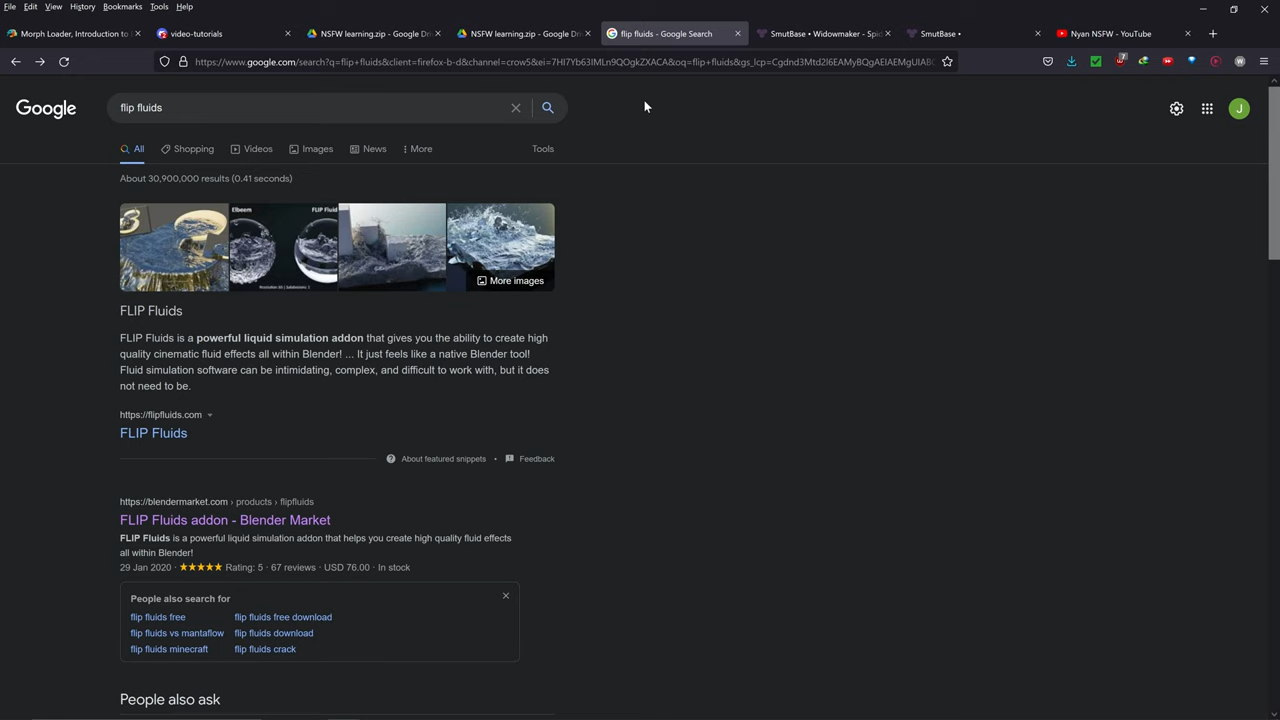 File Edit View History Bookmarks Tools Help
Morph Loader, Introduction to
video-tutorials
NSFW learning.zip - Google Dri
NSFW learning.zip - Google Dri
flip fluids - Google Search
SmutBase • Widowmaker - Spi
SmutBase •
Nyan NSFW - YouTube
Google
flip fluids
J
All Shopping Videos Images News More Tools
About 30,900,000 results (0.41 seconds)
Elbeem FLIP Fluid
More images
FLIP Fluids
FLIP Fluids is a powerful liquid simulation addon that gives you the ability to create high
quality cinematic fluid effects all within Blender! ... It just feels like a native Blender tool!
Fluid simulation software can be intimidating, complex, and difficult to work with, but it does
not need to be.
https://flipfluids.com
FLIP Fluids
About featured snippets • Feedback
https://blendermarket.com › products › flipfluids
FLIP Fluids addon - Blender Market
FLIP Fluids is a powerful liquid simulation addon that helps you create high quality fluid effects
all within Blender!
29 Jan 2020 · ★★★★★ Rating: 5 · 67 reviews · USD 76.00 · In stock
People also search for
flip fluids free flip fluids free download
flip fluids vs mantaflow flip fluids download
flip fluids minecraft flip fluids crack
People also ask